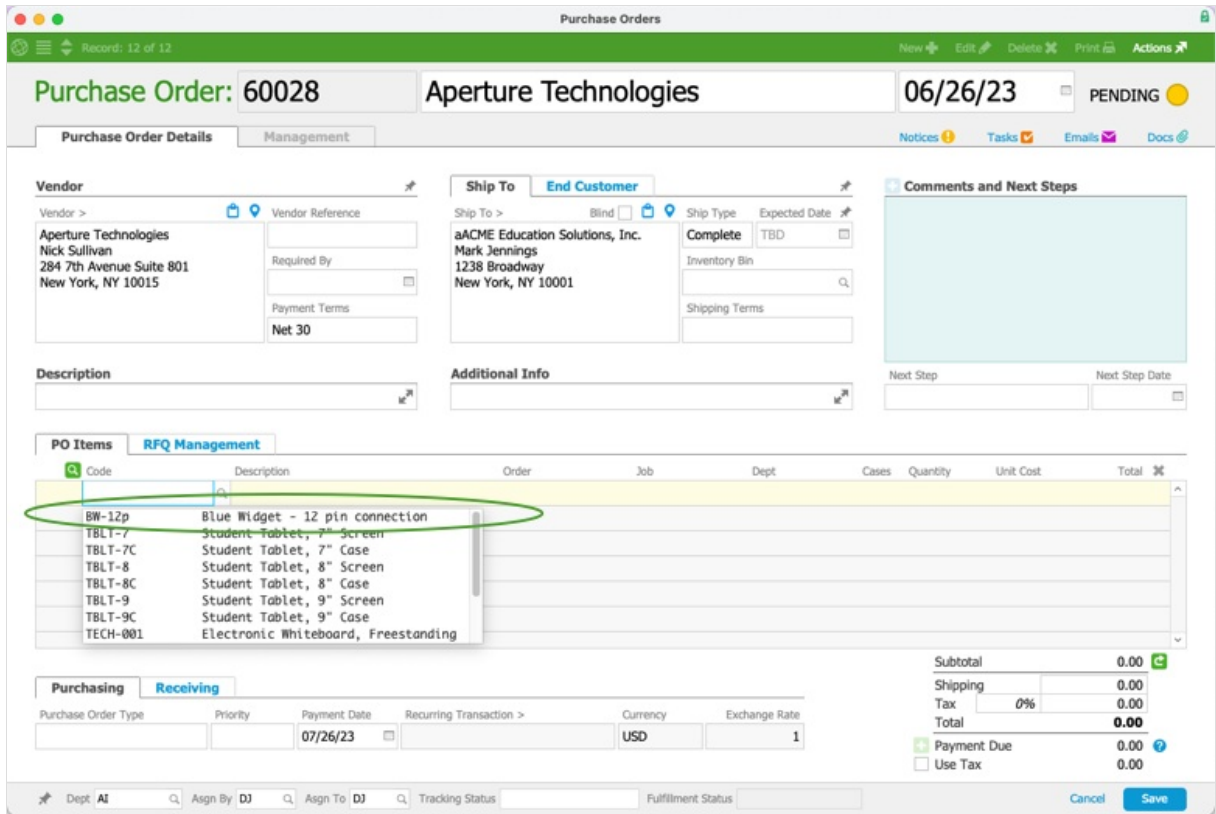 Purchase Orders
Record: 12 of 12
New Edit Delete Print Actions
Purchase Order: 60028 Aperture Technologies 06/26/23 PENDING
Purchase Order Details Management
Notices Tasks Emails Docs
Vendor
Vendor >
Aperture Technologies
Nick Sullivan
284 7th Avenue Suite 801
New York, NY 10015
Vendor Reference
Required By
Payment Terms
Net 30
Ship To End Customer
Ship To > Blind
aACME Education Solutions, Inc.
Mark Jennings
1238 Broadway
New York, NY 10001
Ship Type Expected Date
Complete TBD
Inventory Bin
Shipping Terms
Comments and Next Steps
Description
Additional Info
Next Step Next Step Date
PO Items RFQ Management
Code Description Order Job Dept Cases Quantity Unit Cost Total
BW-12p Blue Widget - 12 pin connection
TBLT-7 Student Tablet, 7" Screen
TBLT-7C Student Tablet, 7" Case
TBLT-8 Student Tablet, 8" Screen
TBLT-8C Student Tablet, 8" Case
TBLT-9 Student Tablet, 9" Screen
TBLT-9C Student Tablet, 9" Case
TECH-001 Electronic Whiteboard, Freestanding
Subtotal 0.00
Shipping 0.00
Tax 0% 0.00
Total 0.00
Payment Due 0.00
Use Tax 0.00
Purchasing Receiving
Purchase Order Type Priority Payment Date Recurring Transaction > Currency Exchange Rate
07/26/23 USD 1
Dept AI Asgn By DJ Asgn To DJ Tracking Status Fulfillment Status Cancel Save